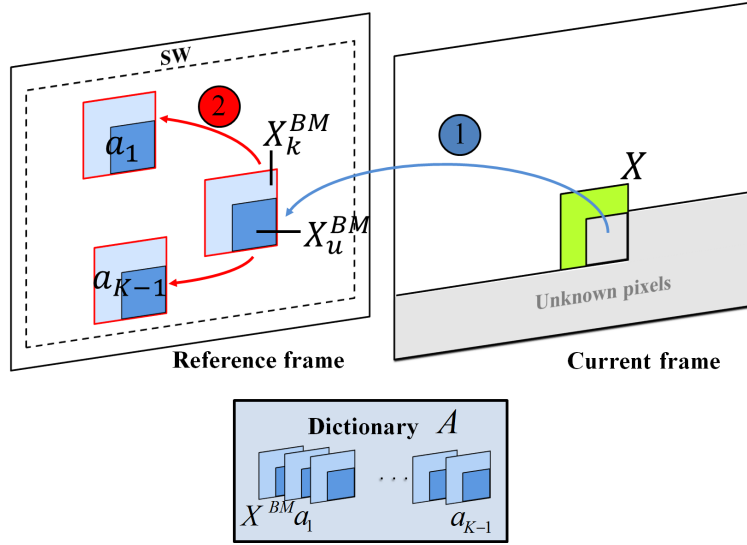 SW
2
X_k^{BM}
1
a_1
X
X_u^{BM}
a_{K-1}
Unknown pixels
Reference frame
Current frame
Dictionary A
. . .
X^{BM} a_1 a_{K-1}